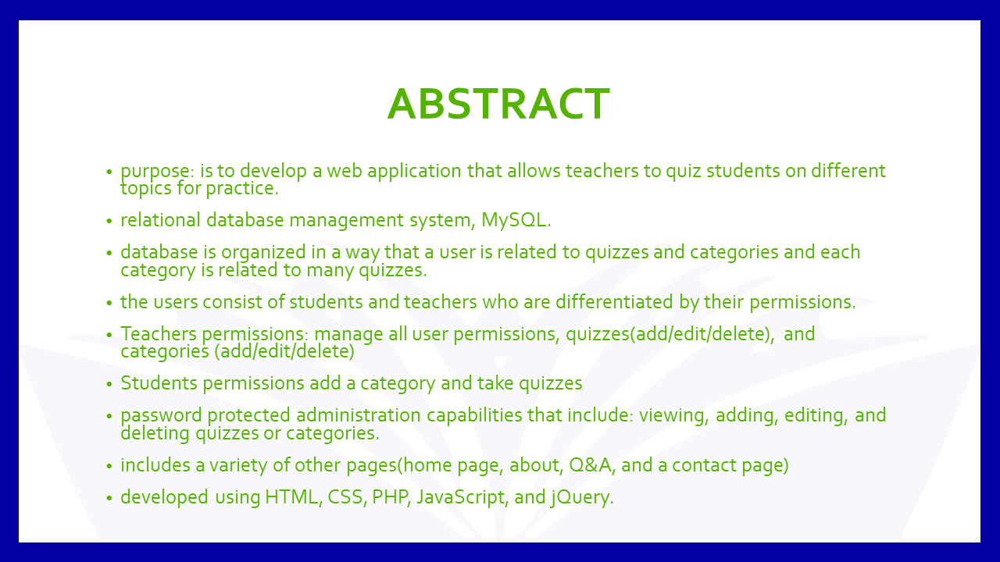 ABSTRACT
• purpose: is to develop a web application that allows teachers to quiz students on different
topics for practice.
• relational database management system, MySQL.
• database is organized in a way that a user is related to quizzes and categories and each
category is related to many quizzes.
• the users consist of students and teachers who are differentiated by their permissions.
• Teachers permissions: manage all user permissions, quizzes(add/edit/delete),  and
categories (add/edit/delete)
• Students permissions add a category and take quizzes
• password protected administration capabilities that include: viewing, adding, editing, and
deleting quizzes or categories.
• includes a variety of other pages(home page, about, Q&A, and a contact page)
• developed using HTML, CSS, PHP, JavaScript, and jQuery.